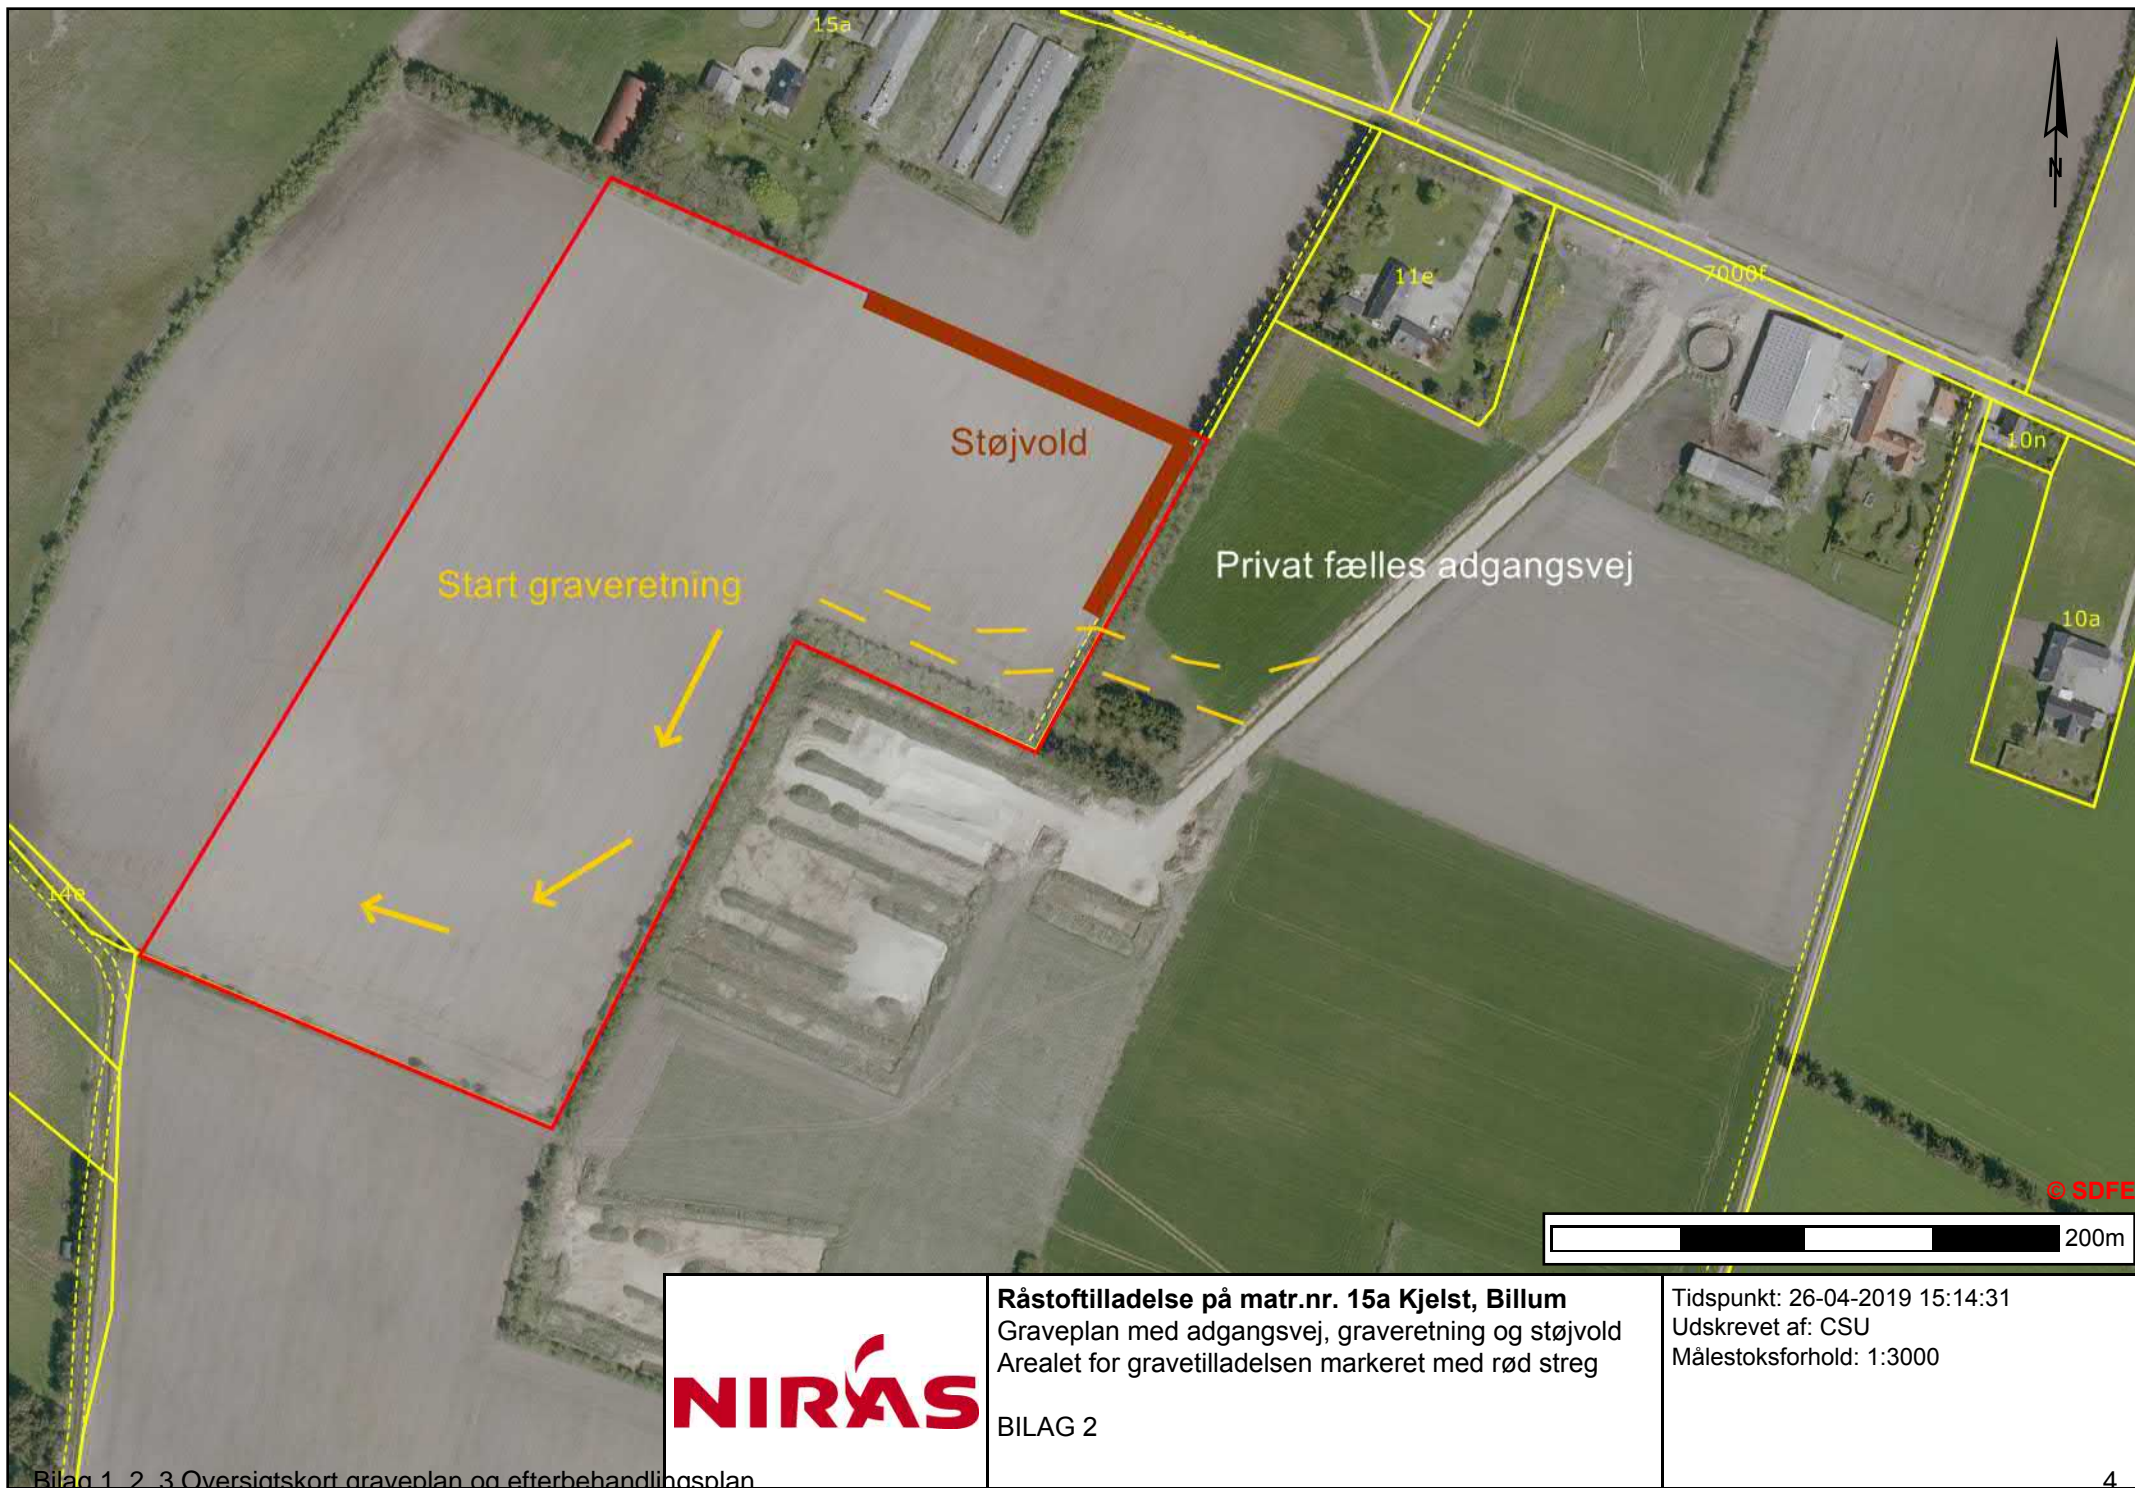 15a
N
11e
7000f
Støjvold
10n
Start graveretning
Privat fælles adgangsvej
10a
14e
© SDFE
200m
NIRAS
Råstoftilladelse på matr.nr. 15a Kjelst, Billum
Graveplan med adgangsvej, graveretning og støjvold
Arealet for gravetilladelsen markeret med rød streg
BILAG 2
Tidspunkt: 26-04-2019 15:14:31
Udskrevet af: CSU
Målestoksforhold: 1:3000
Bilag 1, 2, 3 Oversigtskort graveplan og efterbehandlingsplan
4